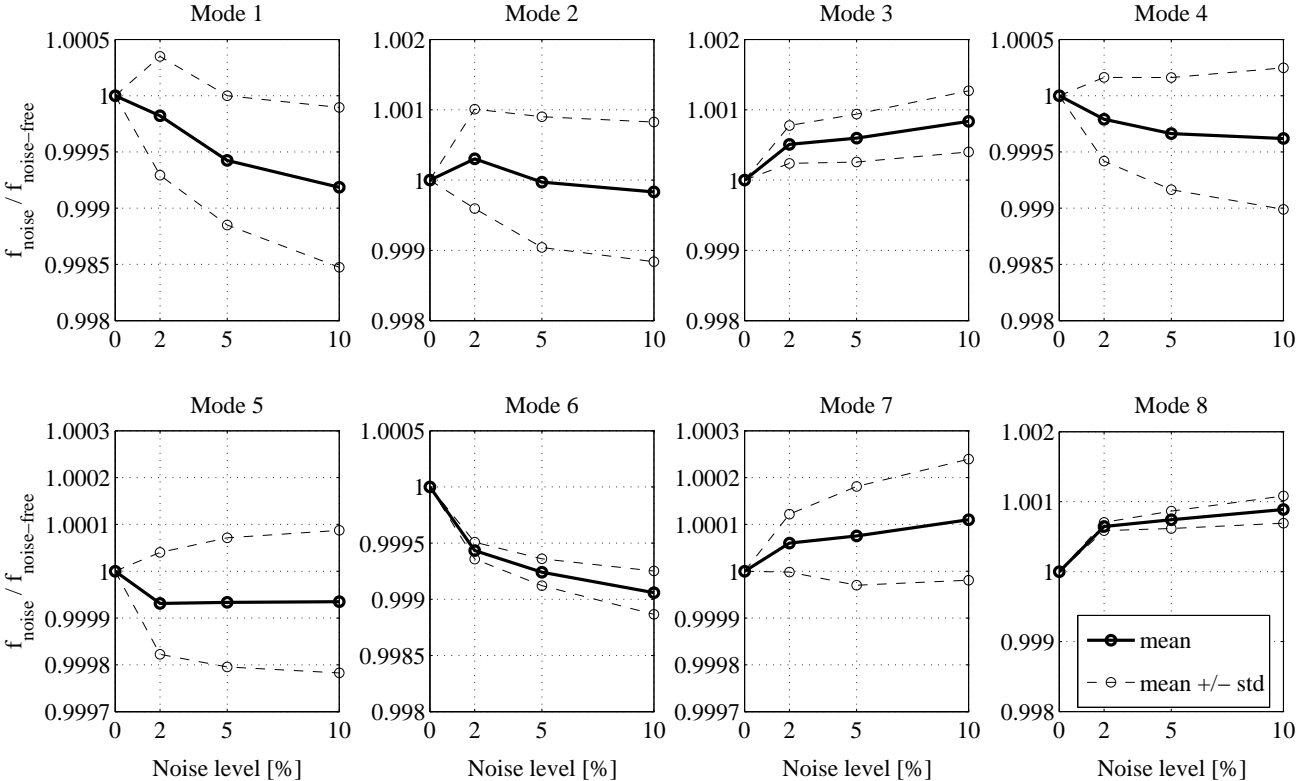 Mode 1
Mode 2
Mode 3
Mode 4
1.0005
1
0.9995
0.999
0.9985
0.998
1.002
1.001
1
0.999
0.998
1.002
1.001
1
0.999
0.998
1.0005
1
0.9995
0.999
0.9985
0.998
f_noise / f_noise−free
0 2 5 10
0 2 5 10
0 2 5 10
0 2 5 10
Mode 5
Mode 6
Mode 7
Mode 8
1.0003
1.0002
1.0001
1
0.9999
0.9998
0.9997
1.0005
1
0.9995
0.999
0.9985
0.998
1.0003
1.0002
1.0001
1
0.9999
0.9998
0.9997
1.002
1.001
1
0.999
0.998
f_noise / f_noise−free
mean
mean +/− std
0 2 5 10
0 2 5 10
0 2 5 10
0 2 5 10
Noise level [%]
Noise level [%]
Noise level [%]
Noise level [%]